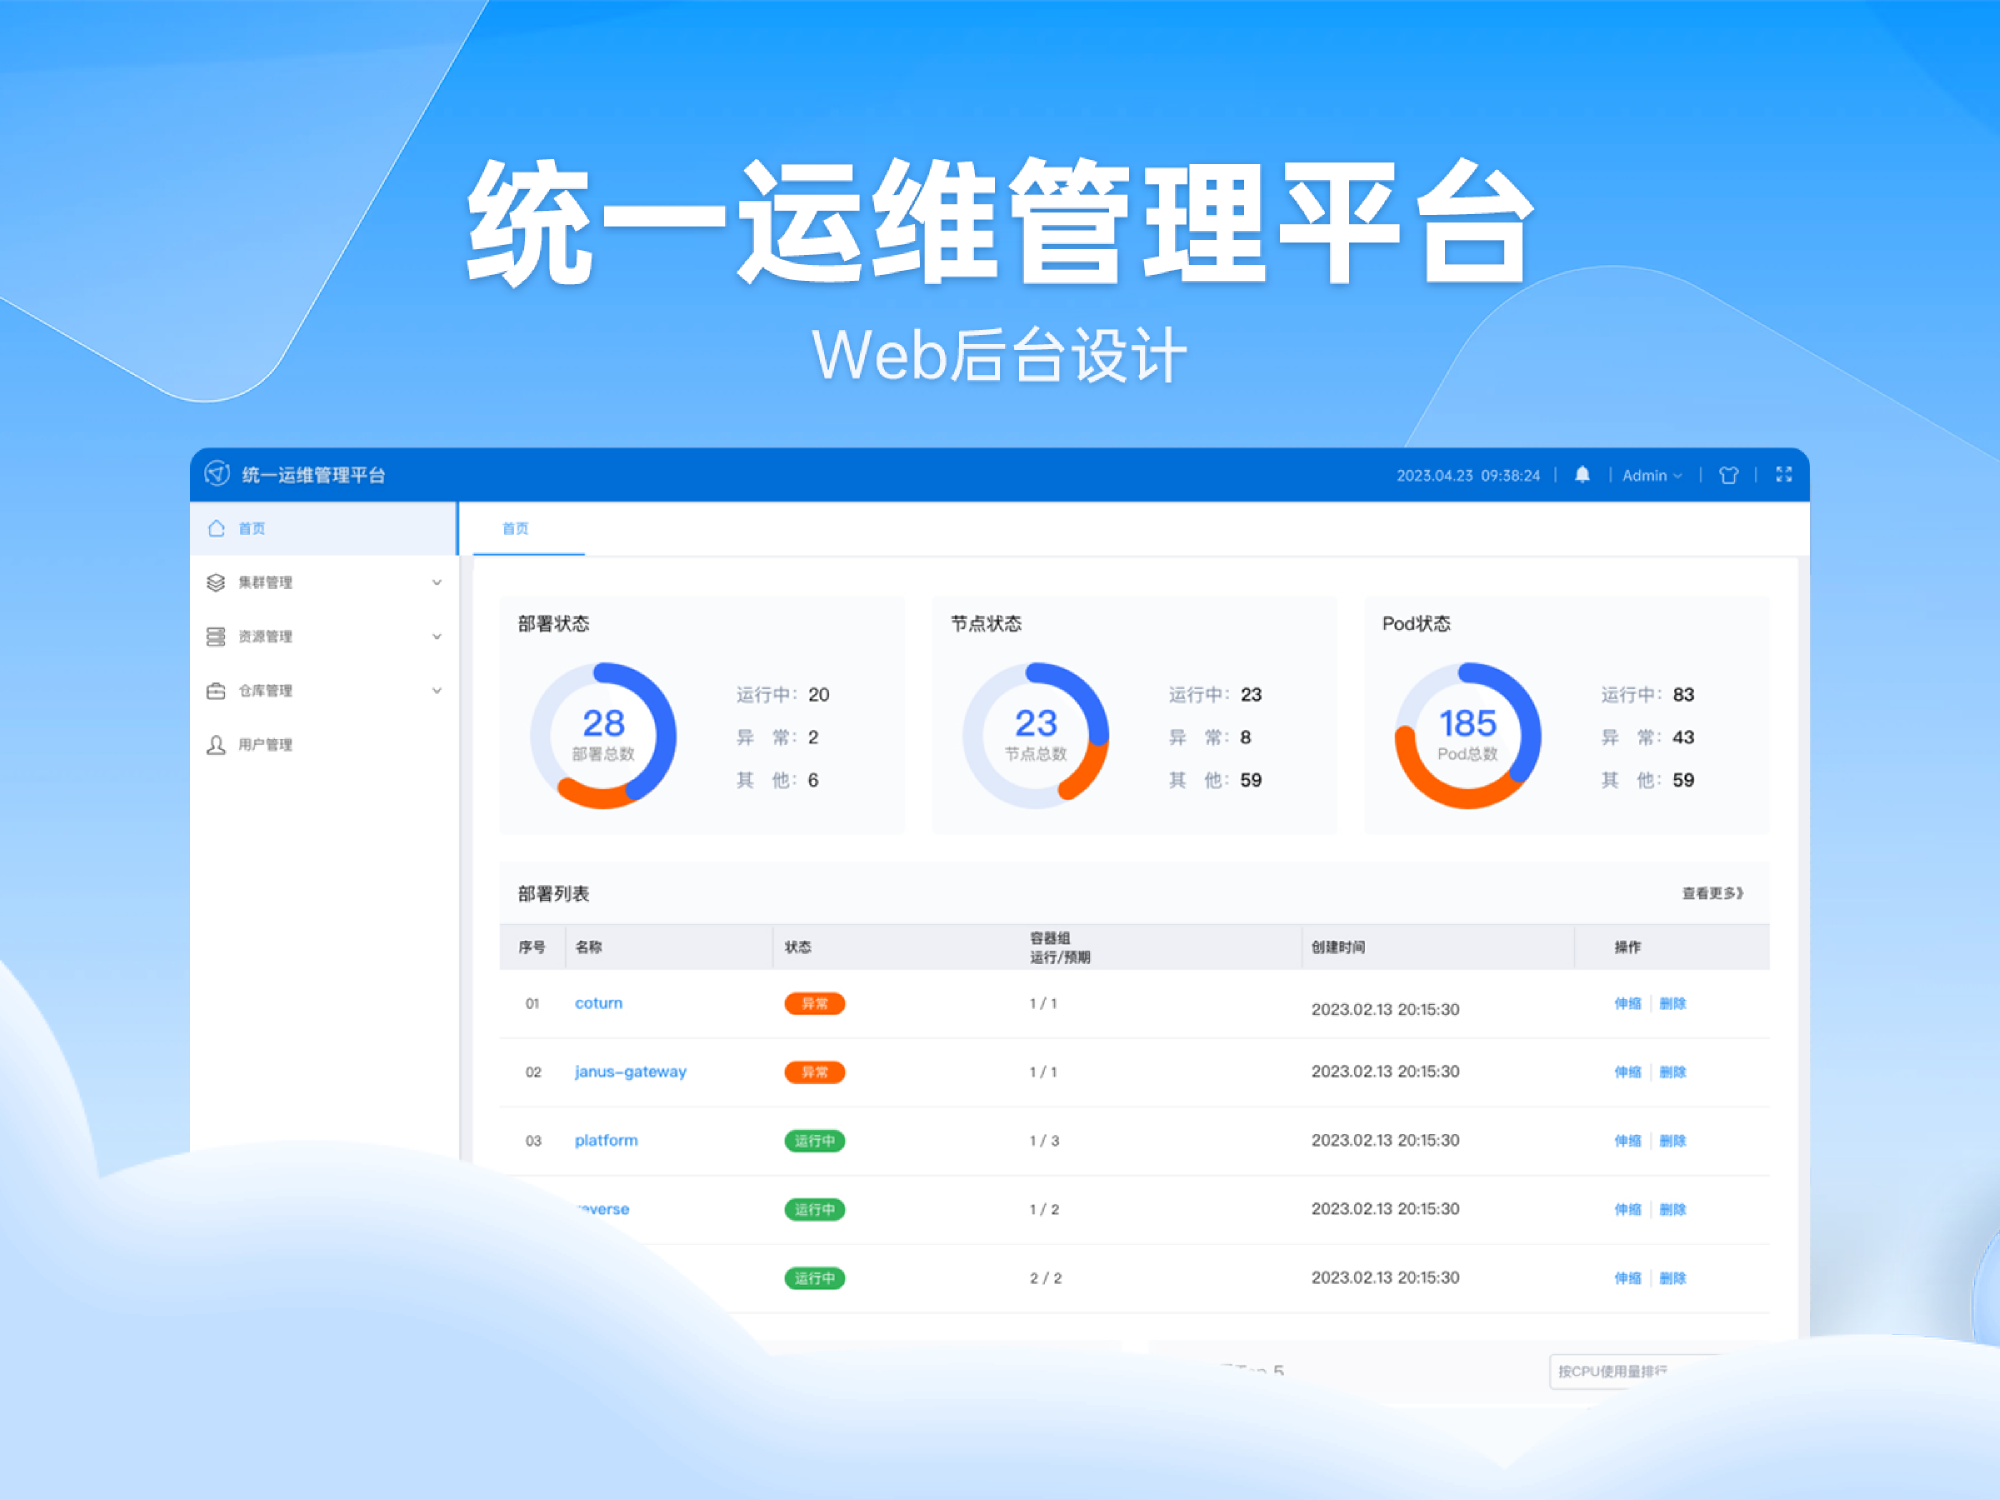 统一运维管理平台
Web后台设计
统一运维管理平台
2023.04.23 09:38:24
Admin
首页
集群管理
资源管理
仓库管理
用户管理
首页
部署状态
28
部署总数
运行中：20
异 常：2
其 他：6
节点状态
23
节点总数
运行中：23
异 常：8
其 他：59
Pod状态
185
Pod总数
运行中：83
异 常：43
其 他：59
部署列表
查看更多》
序号 名称 状态 容器组 运行/预期 创建时间 操作
01 coturn 异常 1 / 1 2023.02.13 20:15:30 伸缩 删除
02 janus-gateway 异常 1 / 1 2023.02.13 20:15:30 伸缩 删除
03 platform 运行中 1 / 3 2023.02.13 20:15:30 伸缩 删除
运行中 1 / 2 2023.02.13 20:15:30 伸缩 删除
运行中 2 / 2 2023.02.13 20:15:30 伸缩 删除
5
按CPU使用量排行